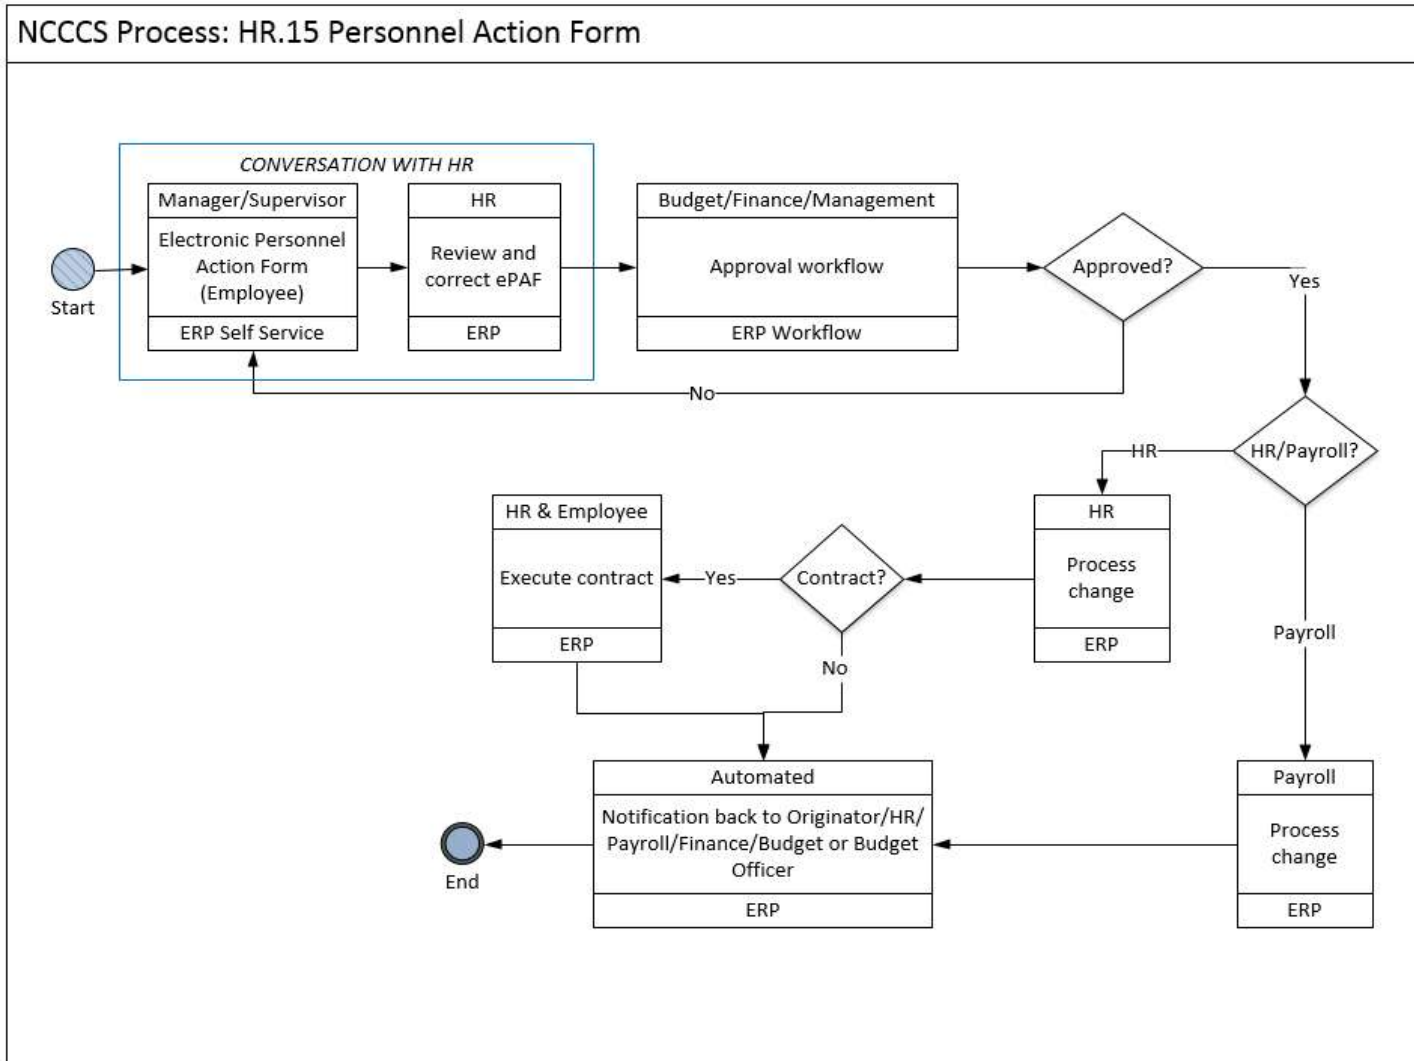 NCCCS Process: HR.15 Personnel Action Form
CONVERSATION WITH HR
Manager/Supervisor
Electronic Personnel
Action Form
(Employee)
ERP Self Service
HR
Review and
correct ePAF
ERP
Budget/Finance/Management
Approval workflow
ERP Workflow
Approved?
Start
Yes
No
HR/Payroll?
HR
HR
Process
change
ERP
Contract?
Yes
HR & Employee
Execute contract
ERP
No
Payroll
Automated
Notification back to Originator/HR/
Payroll/Finance/Budget or Budget
Officer
ERP
Payroll
Process
change
ERP
End